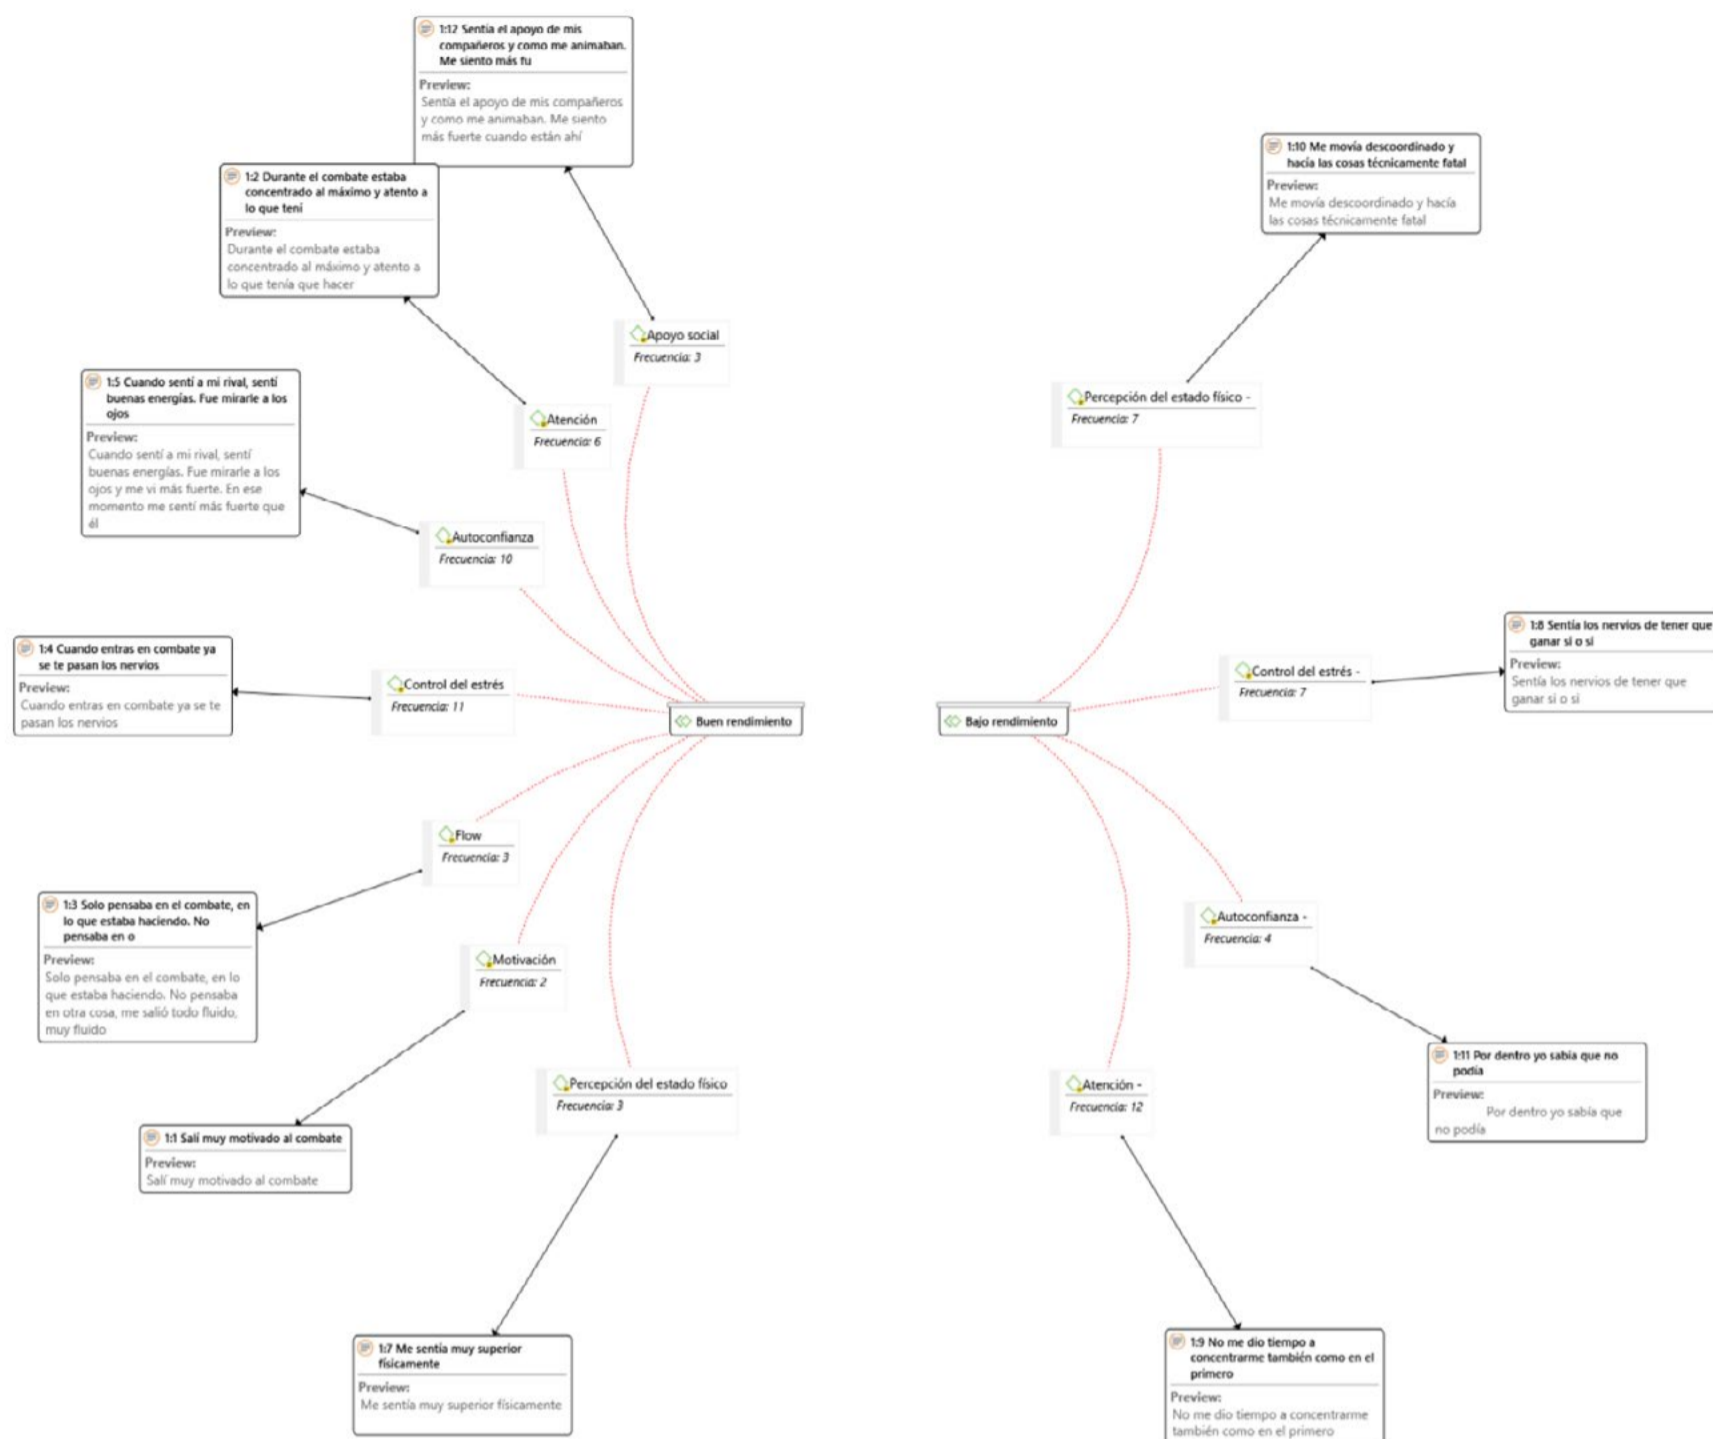 1:12 Sentía el apoyo de mis
compañeros y como me animaban.
Me siento más fu
Preview:
Sentía el apoyo de mis compañeros
y como me animaban. Me siento
más fuerte cuando están ahí
1:2 Durante el combate estaba
concentrado al máximo y atento a
lo que tení
Preview:
Durante el combate estaba
concentrado al máximo y atento a
lo que tenía que hacer
Apoyo social
Frecuencia: 3
Atención
Frecuencia: 6
1:5 Cuando sentí a mi rival, sentí
buenas energías. Fue mirarle a los
ojos
Preview:
Cuando sentí a mi rival, sentí
buenas energías. Fue mirarle a los
ojos y me vi más fuerte. En ese
momento me sentí más fuerte que
él
Autoconfianza
Frecuencia: 10
1:4 Cuando entras en combate ya
se te pasan los nervios
Preview:
Cuando entras en combate ya se te
pasan los nervios
Control del estrés
Frecuencia: 11
Buen rendimiento
Flow
Frecuencia: 3
1:3 Solo pensaba en el combate, en
lo que estaba haciendo. No
pensaba en o
Preview:
Solo pensaba en el combate, en lo
que estaba haciendo. No pensaba
en otra cosa, me salió todo fluido,
muy fluido
Motivación
Frecuencia: 2
1:1 Salí muy motivado al combate
Preview:
Salí muy motivado al combate
Percepción del estado físico
Frecuencia: 3
1:7 Me sentía muy superior
físicamente
Preview:
Me sentía muy superior físicamente
1:10 Me movía descoordinado y
hacía las cosas técnicamente fatal
Preview:
Me movía descoordinado y hacía
las cosas técnicamente fatal
Percepción del estado físico -
Frecuencia: 7
1:8 Sentía los nervios de tener que
ganar si o si
Preview:
Sentía los nervios de tener que
ganar si o si
Control del estrés -
Frecuencia: 7
Bajo rendimiento
Autoconfianza -
Frecuencia: 4
1:11 Por dentro yo sabía que no
podía
Preview:
Por dentro yo sabía que
no podía
Atención -
Frecuencia: 12
1:9 No me dio tiempo a
concentrarme también como en el
primero
Preview:
No me dio tiempo a concentrarme
también como en el primero